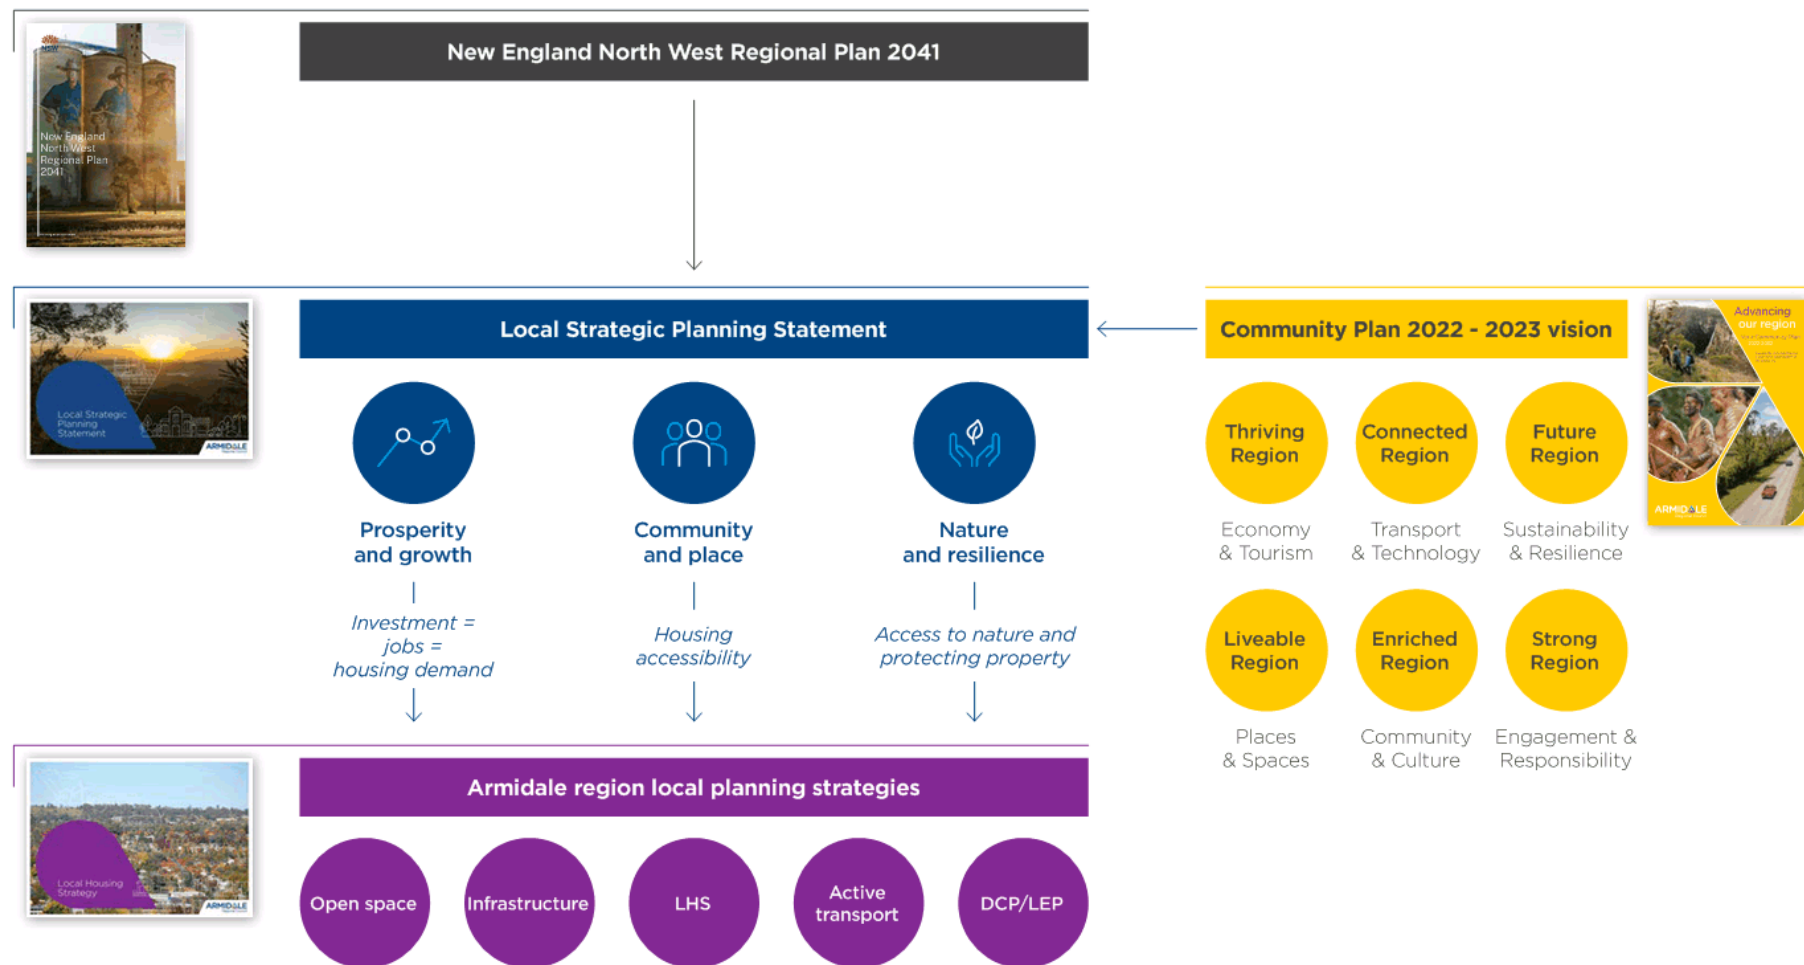 New England North West Regional Plan 2041
NSW
New England
North West
Regional Plan
2041
Local Strategic Planning Statement
Community Plan 2022 - 2023 vision
Local Strategic
Planning
Statement
ARMIDALE
Prosperity
and growth
Community
and place
Nature
and resilience
Investment =
jobs =
housing demand
Housing
accessibility
Access to nature and
protecting property
Thriving
Region
Connected
Region
Future
Region
Economy
& Tourism
Transport
& Technology
Sustainability
& Resilience
Liveable
Region
Enriched
Region
Strong
Region
Places
& Spaces
Community
& Culture
Engagement &
Responsibility
Advancing
our region
ARMIDALE
Armidale region local planning strategies
Local Housing
Strategy
ARMIDALE
Open space
Infrastructure
LHS
Active
transport
DCP/LEP